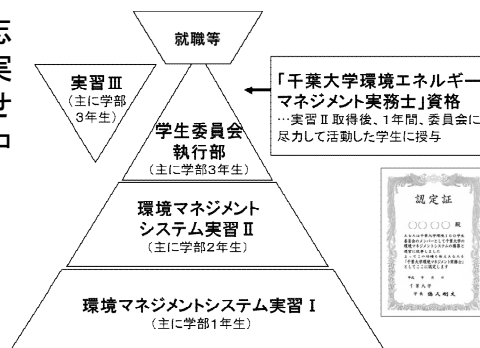 就職等
実習Ⅲ
（主に学部
3年生）
「千葉大学環境エネルギー
マネジメント実務士」資格
…実習Ⅱ取得後、１年間、委員会に
尽力して活動した学生に授与
学生委員会
執行部
（主に学部３年生）
環境マネジメント
システム実習Ⅱ
（主に学部２年生）
環境マネジメントシステム実習Ⅰ
（主に学部１年生）
認定証
〇〇 〇〇 殿
千葉大学